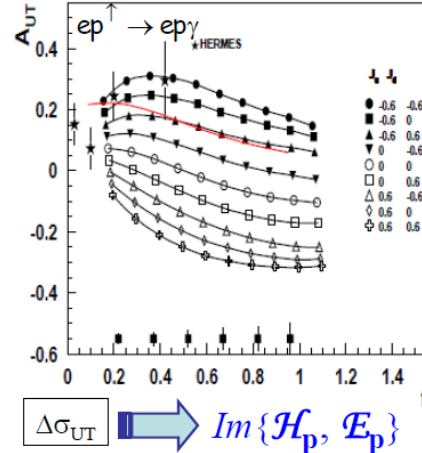 A_UT
ep↑ → epγ
★HERMES
J_u J_d
0.4
0.2
0
-0.2
-0.4
-0.6
-0.6 -0.6
-0.6 0
-0.6 0.6
0 -0.6
0 0
0 0.6
0.6 -0.6
0.6 0
0.6 0.6
0 0.2 0.4 0.6 0.8 1 1.2 1.4
Δσ_UT Im{ℋ_p, ℰ_p}